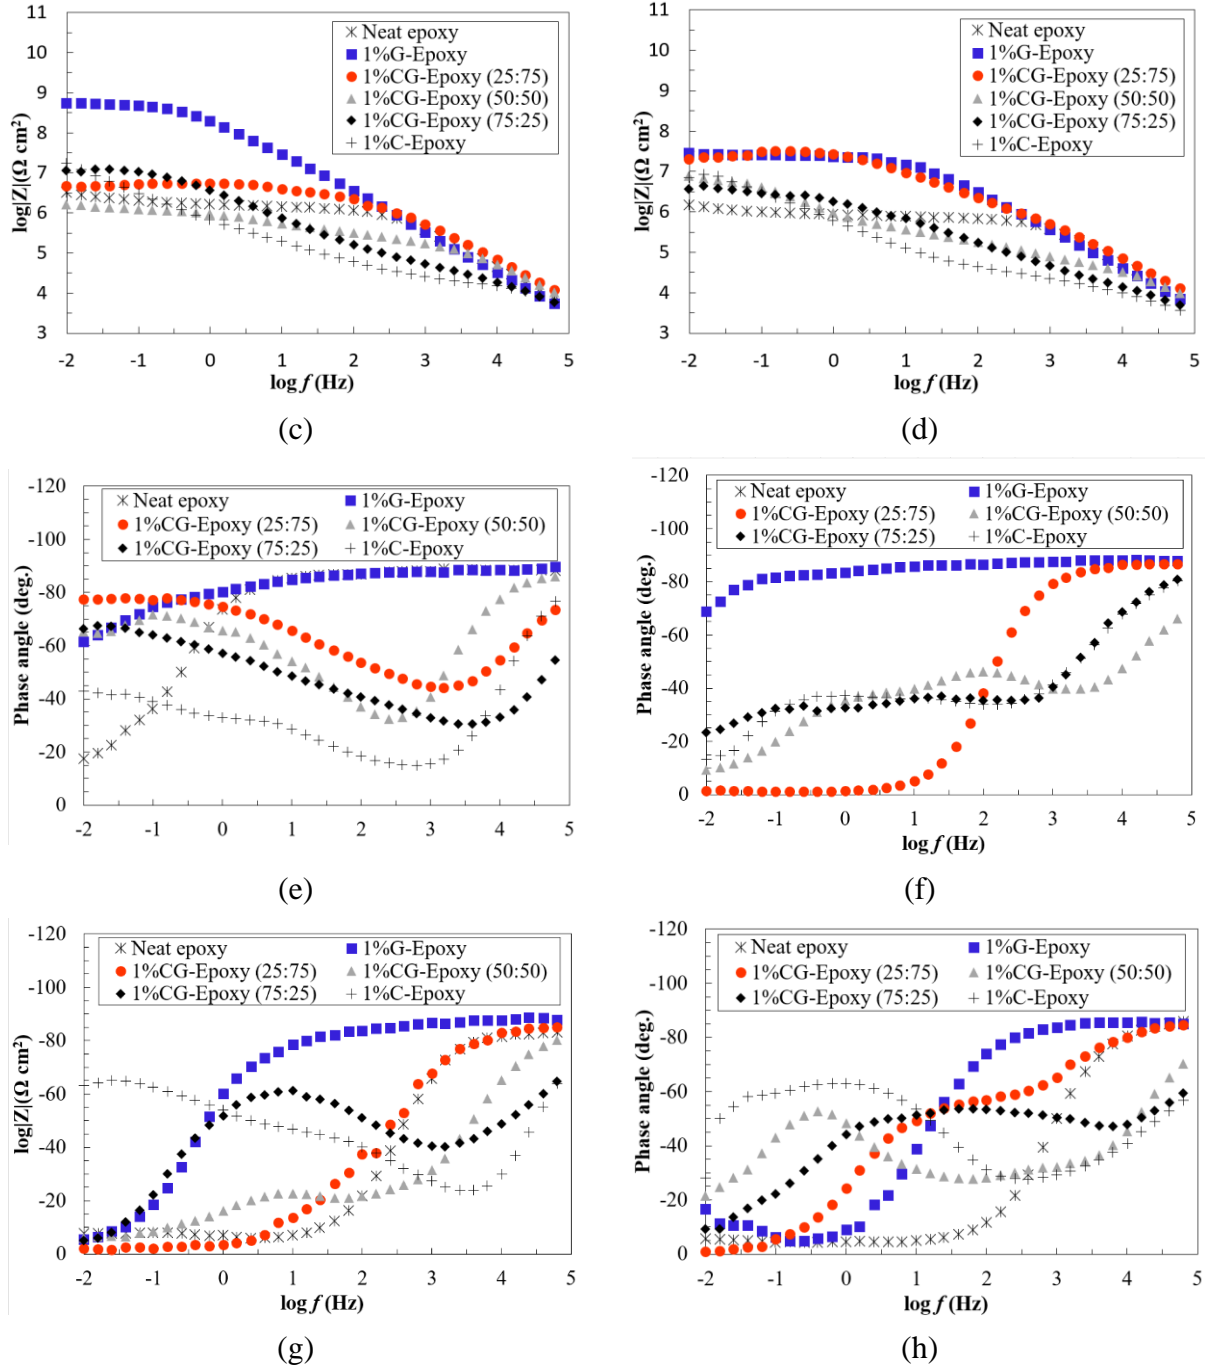 11
10
9
8
7
6
5
4
3
log|Z|(Ω cm²)
Neat epoxy
1%G-Epoxy
1%CG-Epoxy (25:75)
1%CG-Epoxy (50:50)
1%CG-Epoxy (75:25)
1%C-Epoxy
-2 -1 0 1 2 3 4 5
log f (Hz)
(c)
11
10
9
8
7
6
5
4
3
log|Z|(Ω cm²)
Neat epoxy
1%G-Epoxy
1%CG-Epoxy (25:75)
1%CG-Epoxy (50:50)
1%CG-Epoxy (75:25)
1%C-Epoxy
-2 -1 0 1 2 3 4 5
log f (Hz)
(d)
-120
-100
-80
-60
-40
-20
0
Phase angle (deg.)
Neat epoxy 1%G-Epoxy
1%CG-Epoxy (25:75) 1%CG-Epoxy (50:50)
1%CG-Epoxy (75:25) 1%C-Epoxy
-2 -1 0 1 2 3 4 5
log f (Hz)
(e)
-120
-100
-80
-60
-40
-20
0
Phase angle (deg.)
Neat epoxy 1%G-Epoxy
1%CG-Epoxy (25:75) 1%CG-Epoxy (50:50)
1%CG-Epoxy (75:25) 1%C-Epoxy
-2 -1 0 1 2 3 4 5
log f (Hz)
(f)
-120
-100
-80
-60
-40
-20
0
log|Z|(Ω cm²)
Neat epoxy 1%G-Epoxy
1%CG-Epoxy (25:75) 1%CG-Epoxy (50:50)
1%CG-Epoxy (75:25) 1%C-Epoxy
-2 -1 0 1 2 3 4 5
log f (Hz)
(g)
-120
-100
-80
-60
-40
-20
0
Phase angle (deg.)
Neat epoxy 1%G-Epoxy
1%CG-Epoxy (25:75) 1%CG-Epoxy (50:50)
1%CG-Epoxy (75:25) 1%C-Epoxy
-2 -1 0 1 2 3 4 5
log f (Hz)
(h)